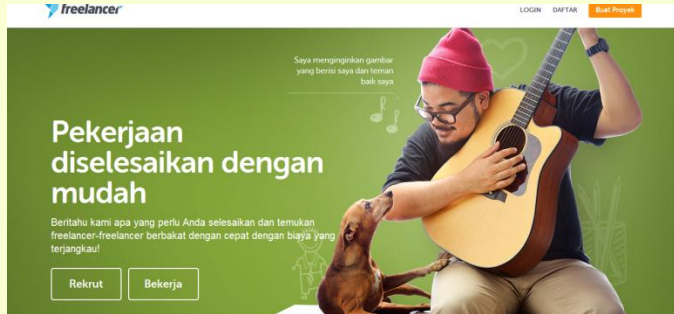 freelancer
LOGIN DAFTAR Buat Proyek
Saya menginginkan gambar
yang berisi saya dan teman
baik saya
Pekerjaan
diselesaikan dengan
mudah
Beritahu kami apa yang perlu Anda selesaikan dan temukan
freelancer-freelancer berbakat dengan cepat dengan biaya yang
terjangkau!
Rekrut Bekerja